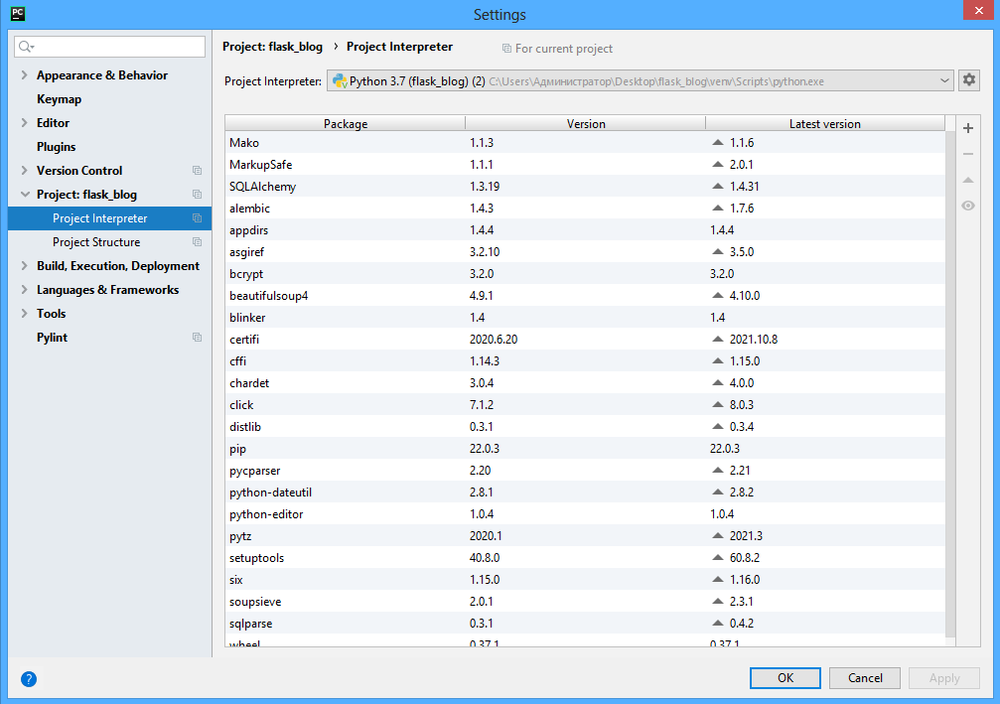 PC
Settings
Project: flask_blog › Project Interpreter
For current project
Appearance & Behavior
Keymap
Editor
Plugins
Version Control
Project: flask_blog
Project Interpreter
Project Structure
Build, Execution, Deployment
Languages & Frameworks
Tools
Pylint
Project Interpreter: Python 3.7 (flask_blog) (2) C:\Users\Администратор\Desktop\flask_blog\venv\Scripts\python.exe
Package Version Latest version
Mako 1.1.3 1.1.6
MarkupSafe 1.1.1 2.0.1
SQLAlchemy 1.3.19 1.4.31
alembic 1.4.3 1.7.6
appdirs 1.4.4 1.4.4
asgiref 3.2.10 3.5.0
bcrypt 3.2.0 3.2.0
beautifulsoup4 4.9.1 4.10.0
blinker 1.4 1.4
certifi 2020.6.20 2021.10.8
cffi 1.14.3 1.15.0
chardet 3.0.4 4.0.0
click 7.1.2 8.0.3
distlib 0.3.1 0.3.4
pip 22.0.3 22.0.3
pycparser 2.20 2.21
python-dateutil 2.8.1 2.8.2
python-editor 1.0.4 1.0.4
pytz 2020.1 2021.3
setuptools 40.8.0 60.8.2
six 1.15.0 1.16.0
soupsieve 2.0.1 2.3.1
sqlparse 0.3.1 0.4.2
wheel 0.37.1 0.37.1
?
OK Cancel Apply